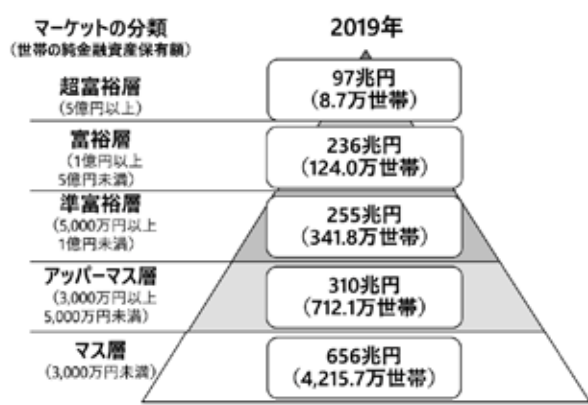 マーケットの分類
(世帯の純金融資産保有額)
2019年
超富裕層
(5億円以上)
97兆円
(8.7万世帯)
富裕層
(1億円以上
5億円未満)
236兆円
(124.0万世帯)
準富裕層
(5,000万円以上
1億円未満)
255兆円
(341.8万世帯)
アッパーマス層
(3,000万円以上
5,000万円未満)
310兆円
(712.1万世帯)
マス層
(3,000万円未満)
656兆円
(4,215.7万世帯)